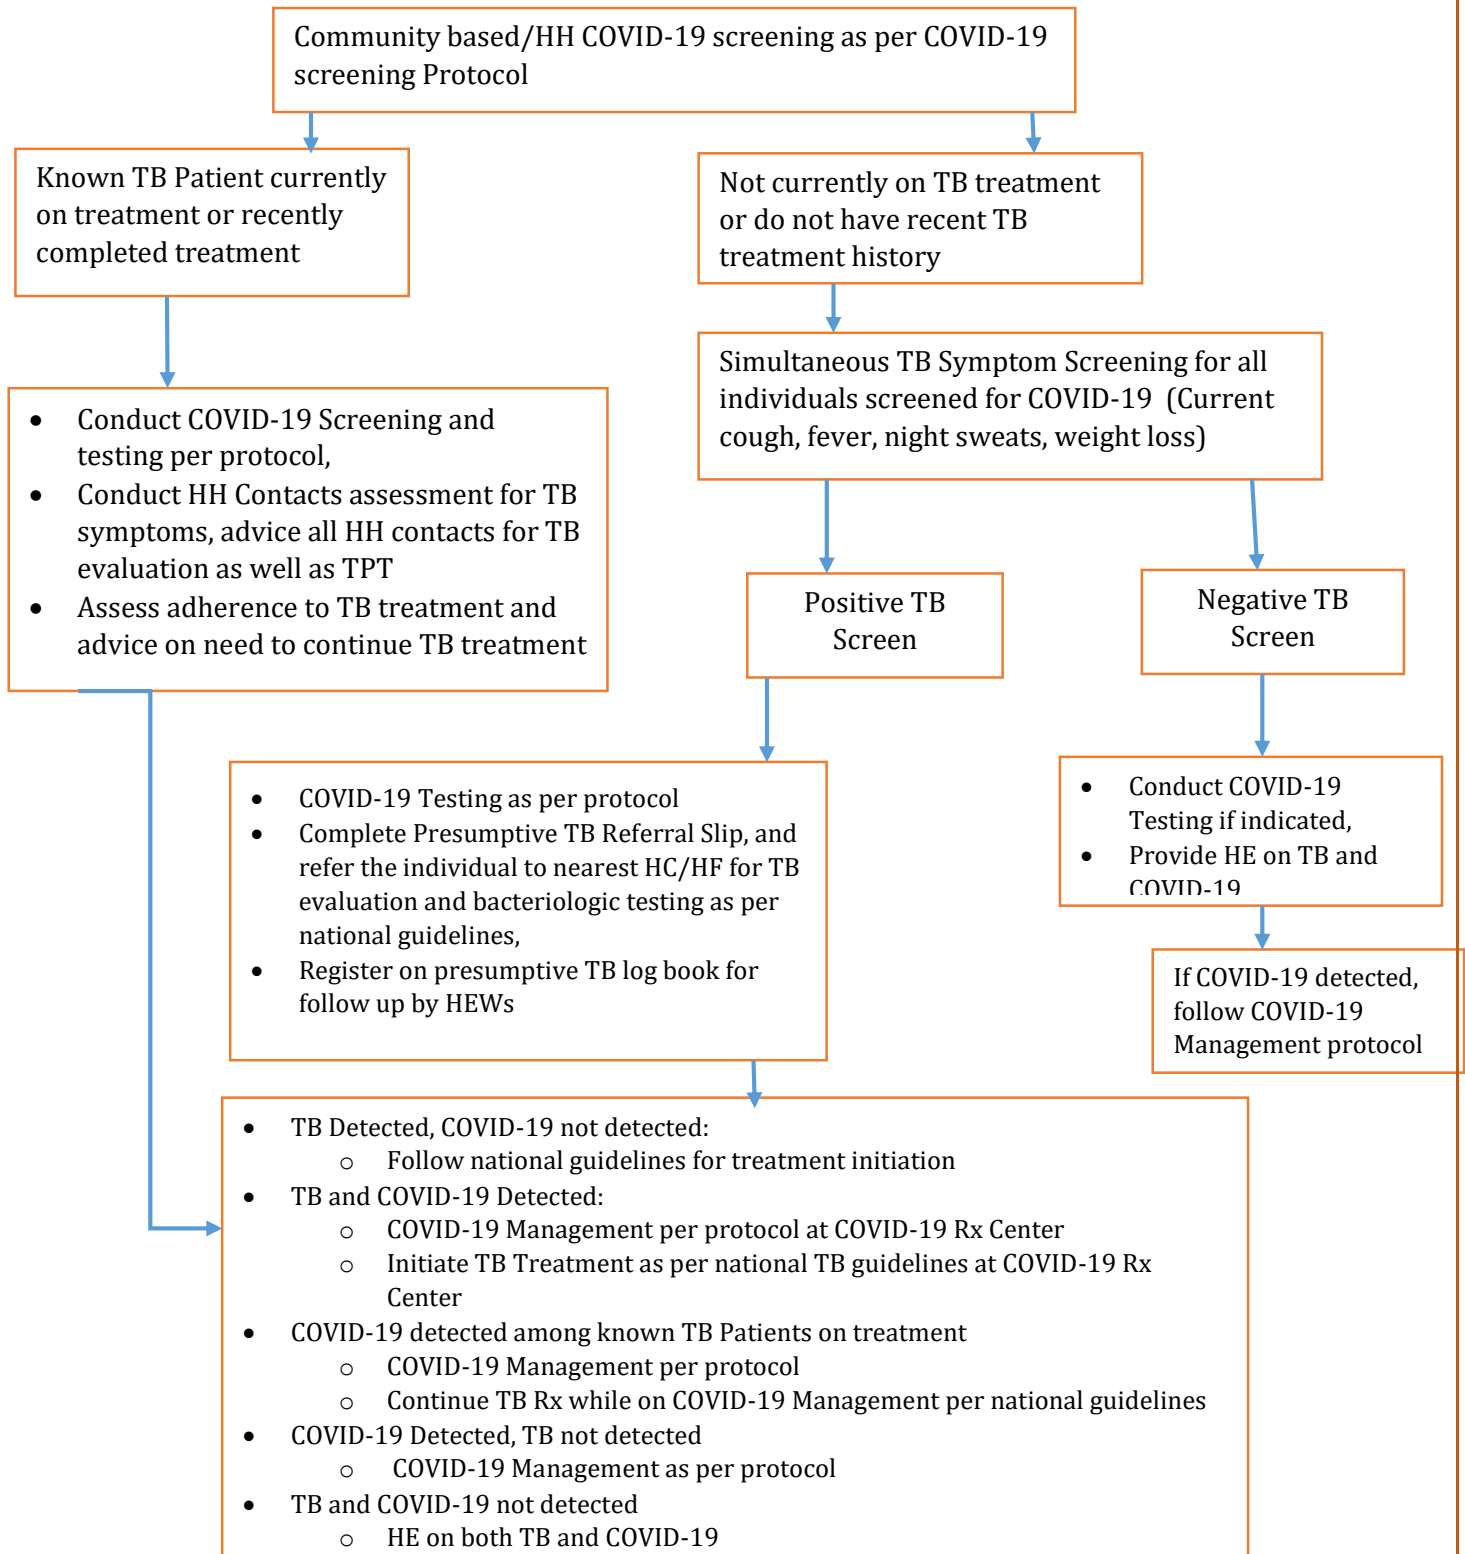 Community based/HH COVID-19 screening as per COVID-19
screening Protocol
Known TB Patient currently
on treatment or recently
completed treatment
Not currently on TB treatment
or do not have recent TB
treatment history
Simultaneous TB Symptom Screening for all
individuals screened for COVID-19 (Current
cough, fever, night sweats, weight loss)
• Conduct COVID-19 Screening and
testing per protocol,
• Conduct HH Contacts assessment for TB
symptoms, advice all HH contacts for TB
evaluation as well as TPT
• Assess adherence to TB treatment and
advice on need to continue TB treatment
Positive TB
Screen
Negative TB
Screen
• COVID-19 Testing as per protocol
• Complete Presumptive TB Referral Slip, and
refer the individual to nearest HC/HF for TB
evaluation and bacteriologic testing as per
national guidelines,
• Register on presumptive TB log book for
follow up by HEWs
• Conduct COVID-19
Testing if indicated,
• Provide HE on TB and
COVID-19
If COVID-19 detected,
follow COVID-19
Management protocol
• TB Detected, COVID-19 not detected:
o Follow national guidelines for treatment initiation
• TB and COVID-19 Detected:
o COVID-19 Management per protocol at COVID-19 Rx Center
o Initiate TB Treatment as per national TB guidelines at COVID-19 Rx
Center
• COVID-19 detected among known TB Patients on treatment
o COVID-19 Management per protocol
o Continue TB Rx while on COVID-19 Management per national guidelines
• COVID-19 Detected, TB not detected
o COVID-19 Management as per protocol
• TB and COVID-19 not detected
o HE on both TB and COVID-19